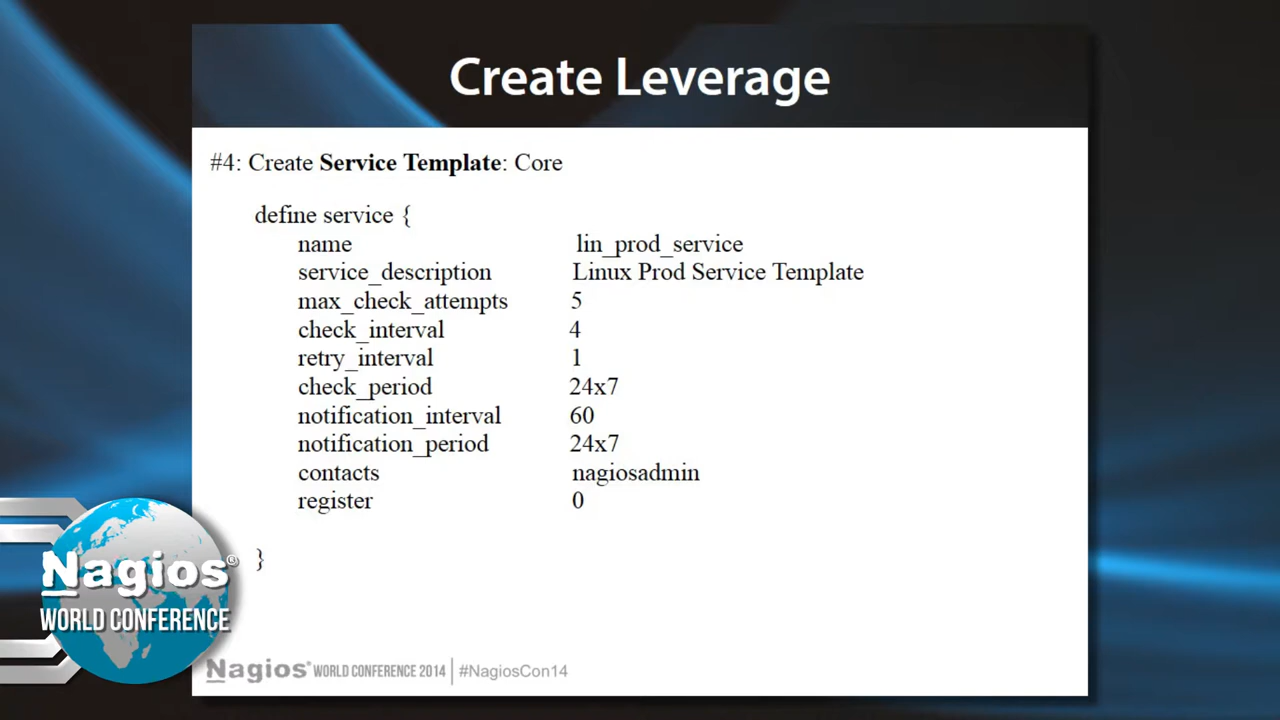 Create Leverage
#4: Create Service Template: Core
define service {
name lin_prod_service
service_description Linux Prod Service Template
max_check_attempts 5
check_interval 4
retry_interval 1
check_period 24x7
notification_interval 60
notification_period 24x7
contacts nagiosadmin
register 0
}
Nagios®
WORLD CONFERENCE
Nagios® WORLD CONFERENCE 2014 | #NagiosCon14